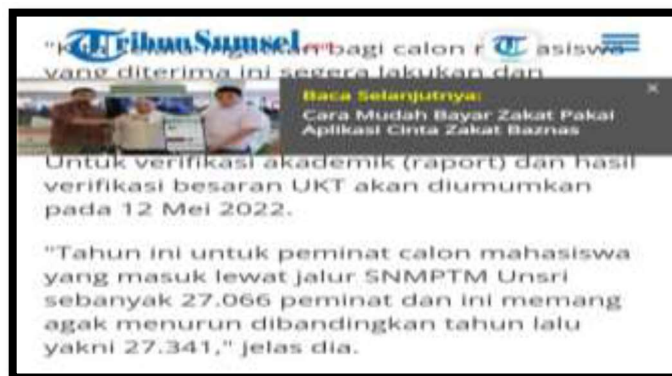 TribunSumsel.com
bagi calon
yang diterima ini segera lakukan dan
Baca Selanjutnya:
Cara Mudah Bayar Zakat Pakai
Aplikasi Cinta Zakat Baznas
Untuk verifikasi akademik (raport) dan hasil
verifikasi besaran UKT akan diumumkan
pada 12 Mei 2022.
"Tahun ini untuk peminat calon mahasiswa
yang masuk lewat jalur SNMPTM Unsri
sebanyak 27.066 peminat dan ini memang
agak menurun dibandingkan tahun lalu
yakni 27.341," jelas dia.